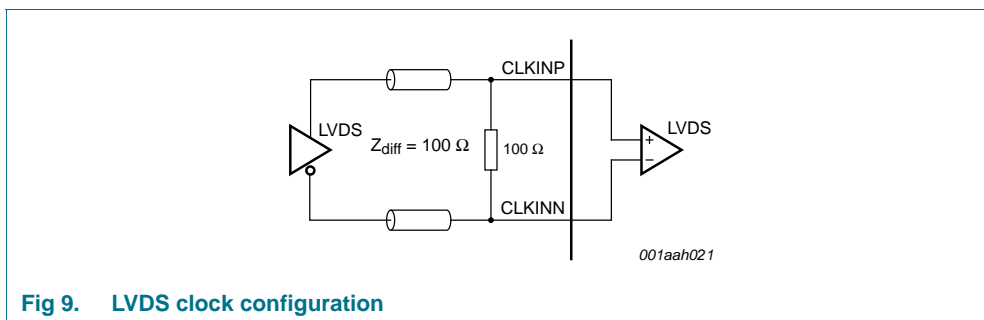 CLKINP
LVDS
Zdiff = 100 Ω
100 Ω
LVDS
+
−
CLKINN
001aah021
Fig 9. LVDS clock configuration